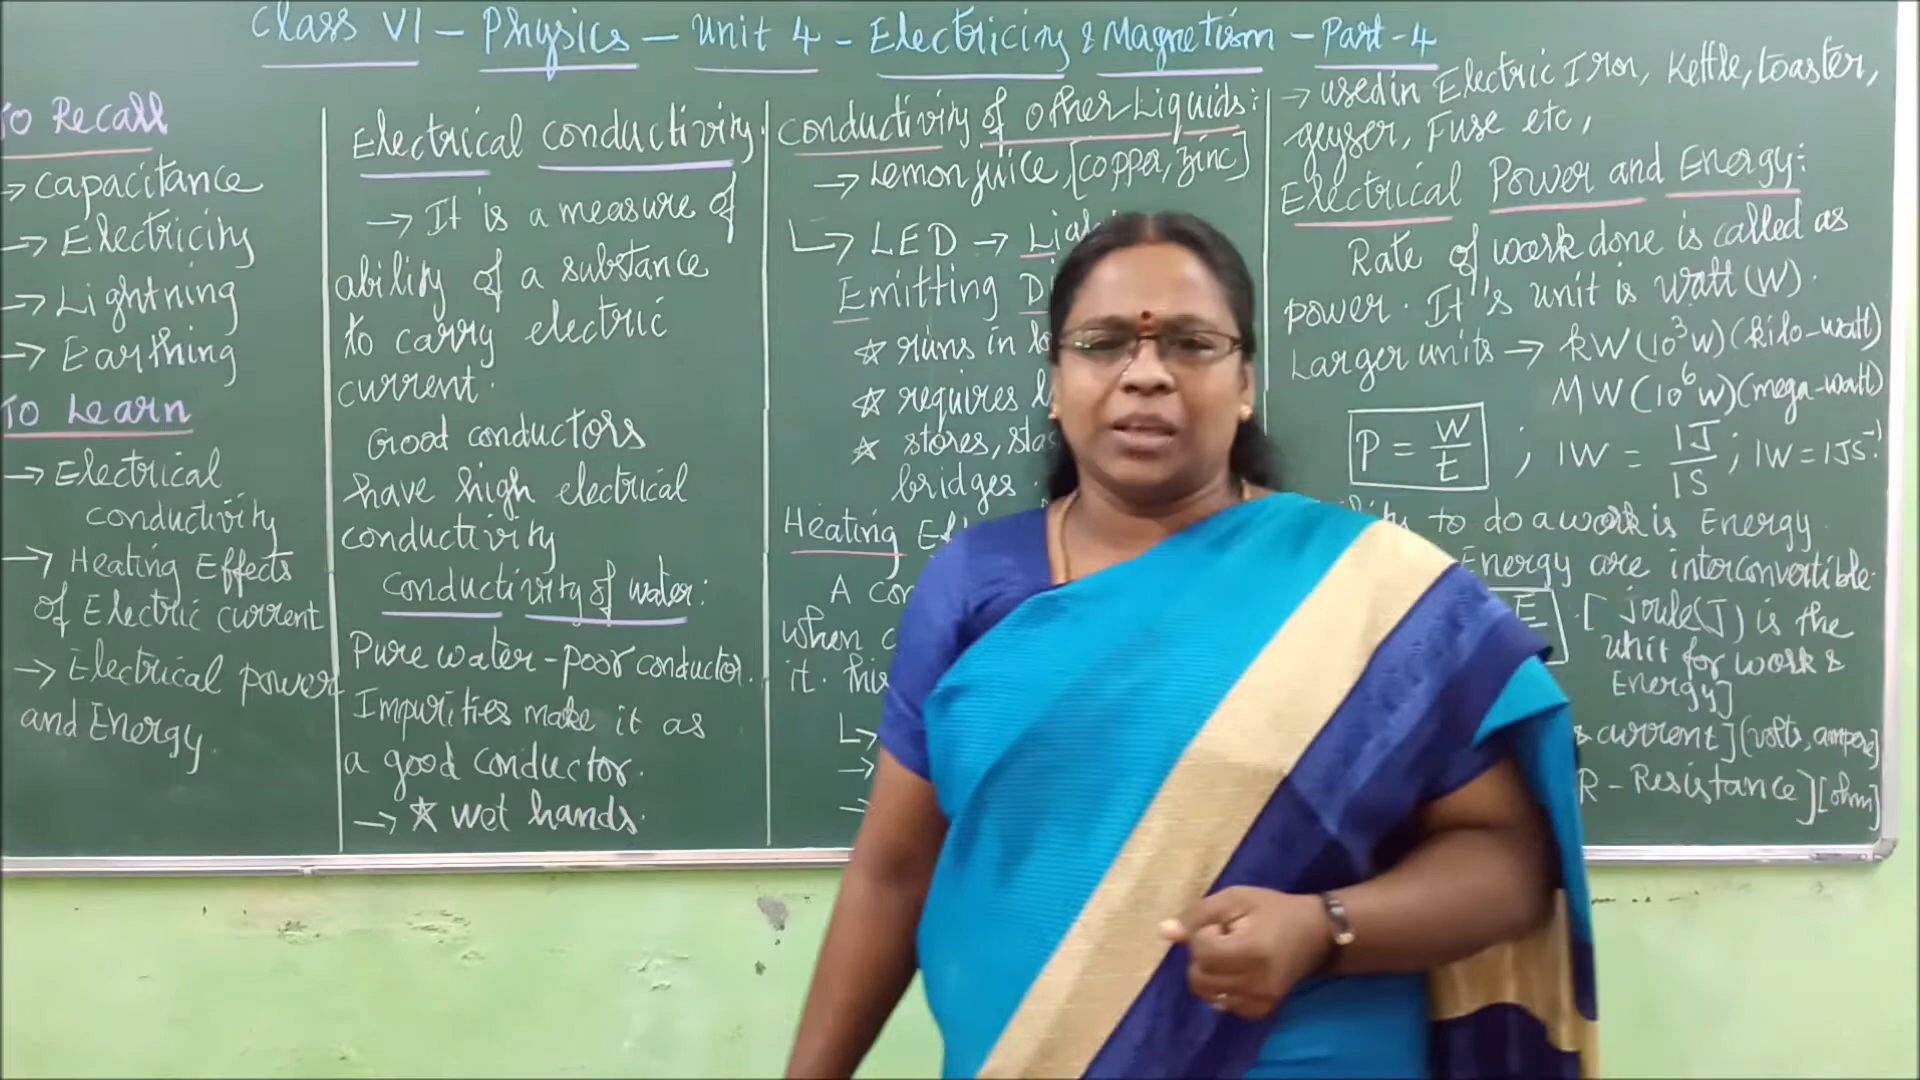 Class VI – Physics – Unit 4 – Electricity & Magnetism – Part-4
To Recall
→ capacitance
→ Electricity
→ Lightning
→ Earthing
To Learn
→ Electrical
conductivity
→ Heating Effects
of Electric current
→ Electrical power
and Energy.
Electrical conductivity:
→ It is a measure of
ability of a substance
to carry electric
current.
Good conductors
have high electrical
conductivity
Conductivity of water:
Pure water - poor conductor.
Impurities make it as
a good conductor.
→ ☆ wet hands.
Conductivity of other Liquids:
→ Lemon juice, [copper, zinc]
↳ LED →
Emitting
☆ runs in
☆ requires
☆ stores,
bridges.
Heating
A
when
it. this
→ used in Electric Iron, Kettle, toaster,
geyser, Fuse etc,
Electrical Power and Energy:
Rate of work done is called as
power. It's unit is watt (W).
Larger units → kW (10³W) (kilo-watt)
MW (10⁶W) (mega-watt)
P = W/t ; 1W = 1J/1S ; 1W = 1JS⁻¹
to do a work is Energy.
Energy are interconvertible.
E . [joule (J) is the
unit for work &
Energy]
& current] (volts, ampere)
R - Resistance] [ohm]